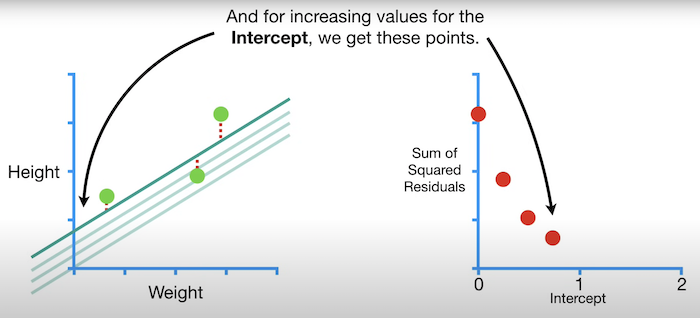 And for increasing values for the
Intercept, we get these points.
Height
Weight
Sum of
Squared
Residuals
0
1
2
Intercept